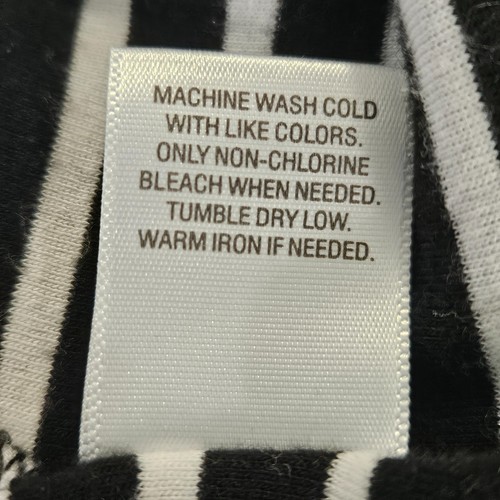 MACHINE WASH COLD
WITH LIKE COLORS.
ONLY NON-CHLORINE
BLEACH WHEN NEEDED.
TUMBLE DRY LOW.
WARM IRON IF NEEDED.